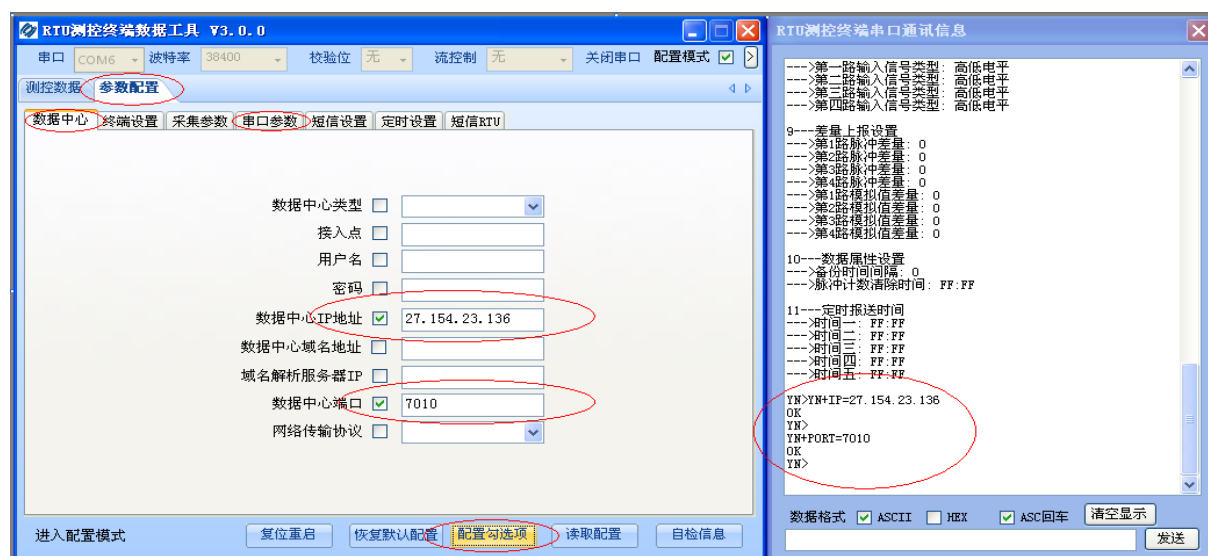 RTU测控终端数据工具 V3.0.0
串口 COM6 波特率 38400 校验位 无 流控制 无 关闭串口 配置模式
测控数据 参数配置
数据中心 终端设置 采集参数 串口参数 短信设置 定时设置 短信RTU
数据中心类型
接入点
用户名
密码
数据中心IP地址 27.154.23.136
数据中心域名地址
域名解析服务器IP
数据中心端口 7010
网络传输协议
进入配置模式 复位重启 恢复默认配置 配置勾选项 读取配置 自检信息
RTU测控终端串口通讯信息
--->第一路输入信号类型: 高低电平
--->第二路输入信号类型: 高低电平
--->第三路输入信号类型: 高低电平
--->第四路输入信号类型: 高低电平
9---差量上报设置
--->第1路脉冲差量: 0
--->第2路脉冲差量: 0
--->第3路脉冲差量: 0
--->第4路脉冲差量: 0
--->第1路模拟值差量: 0
--->第2路模拟值差量: 0
--->第3路模拟值差量: 0
--->第4路模拟值差量: 0
10---数据属性设置
--->备份时间间隔: 0
--->脉冲计数清除时间: FF:FF
11---定时报送时间
--->时间一: FF:FF
--->时间二: FF:FF
--->时间三: FF:FF
--->时间四: FF:FF
--->时间五: FF:FF
YN>YN+IP=27.154.23.136
OK
YN>
YN+PORT=7010
OK
YN>
数据格式 ASCII HEX ASC回车 清空显示
发送